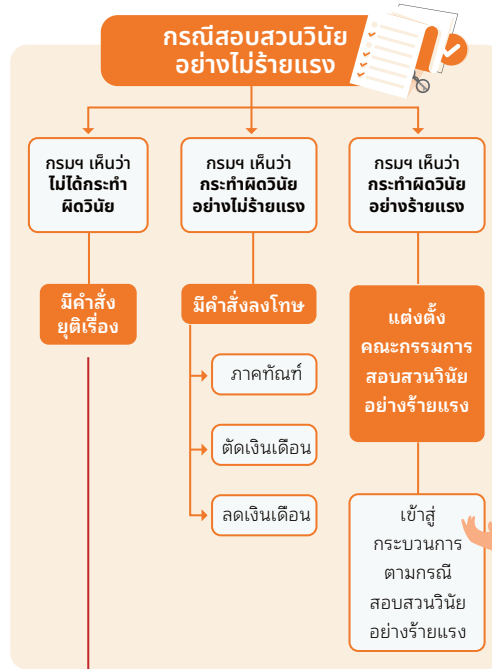 กรณีสอบสวนวินัย
อย่างไม่ร้ายแรง
กรมฯ เห็นว่า
ไม่ได้กระทำ
ผิดวินัย
มีคำสั่ง
ยุติเรื่อง
กรมฯ เห็นว่า
กระทำผิดวินัย
อย่างไม่ร้ายแรง
มีคำสั่งลงโทษ
ภาคทัณฑ์
ตัดเงินเดือน
ลดเงินเดือน
กรมฯ เห็นว่า
กระทำผิดวินัย
อย่างร้ายแรง
แต่งตั้ง
คณะกรรมการ
สอบสวนวินัย
อย่างร้ายแรง
เข้าสู่
กระบวนการ
ตามกรณี
สอบสวนวินัย
อย่างร้ายแรง